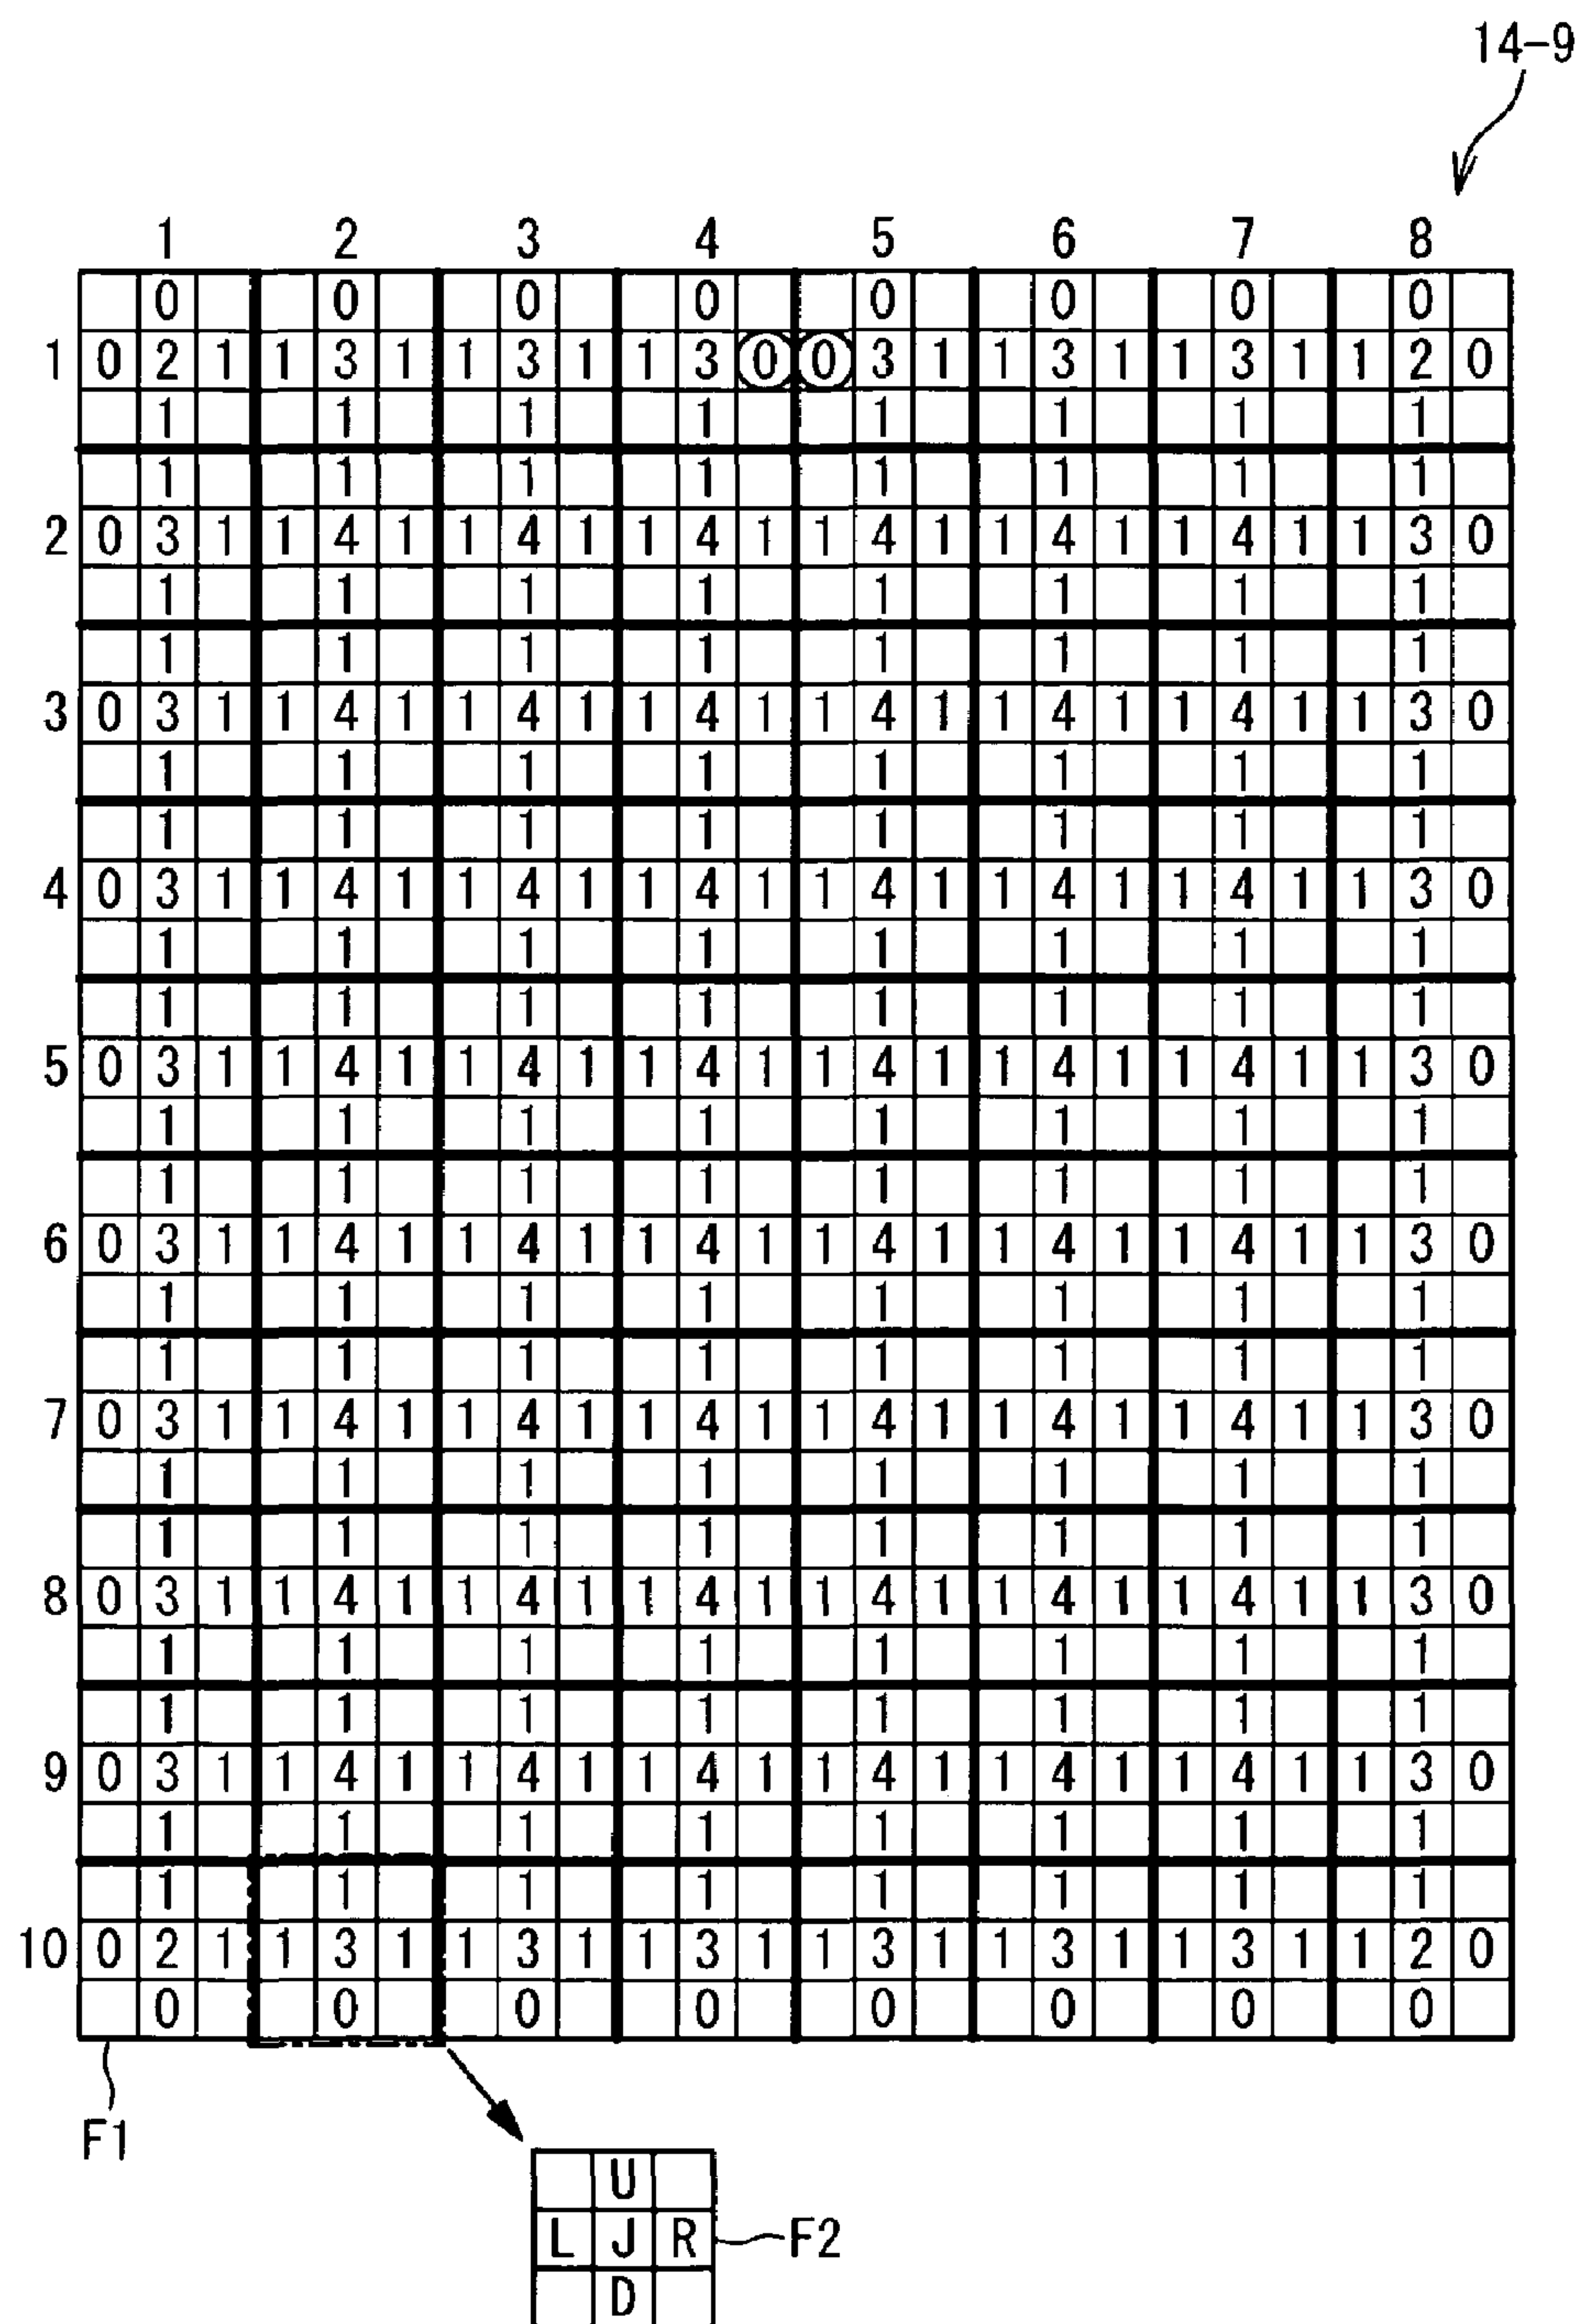 14-9
1 2 3 4 5 6 7 8
0 0 0 0 0 0 0 0
1 0 2 1 1 3 1 1 3 1 1 3 0 0 3 1 1 3 1 1 3 1 1 2 0
1 1 1 1 1 1 1 1
1 1 1 1 1 1 1 1
2 0 3 1 1 4 1 1 4 1 1 4 1 1 4 1 1 4 1 1 4 1 1 3 0
1 1 1 1 1 1 1 1
1 1 1 1 1 1 1 1
3 0 3 1 1 4 1 1 4 1 1 4 1 1 4 1 1 4 1 1 4 1 1 3 0
1 1 1 1 1 1 1 1
1 1 1 1 1 1 1 1
4 0 3 1 1 4 1 1 4 1 1 4 1 1 4 1 1 4 1 1 4 1 1 3 0
1 1 1 1 1 1 1 1
1 1 1 1 1 1 1 1
5 0 3 1 1 4 1 1 4 1 1 4 1 1 4 1 1 4 1 1 4 1 1 3 0
1 1 1 1 1 1 1 1
1 1 1 1 1 1 1 1
6 0 3 1 1 4 1 1 4 1 1 4 1 1 4 1 1 4 1 1 4 1 1 3 0
1 1 1 1 1 1 1 1
1 1 1 1 1 1 1 1
7 0 3 1 1 4 1 1 4 1 1 4 1 1 4 1 1 4 1 1 4 1 1 3 0
1 1 1 1 1 1 1 1
1 1 1 1 1 1 1 1
8 0 3 1 1 4 1 1 4 1 1 4 1 1 4 1 1 4 1 1 4 1 1 3 0
1 1 1 1 1 1 1 1
1 1 1 1 1 1 1 1
9 0 3 1 1 4 1 1 4 1 1 4 1 1 4 1 1 4 1 1 4 1 1 3 0
1 1 1 1 1 1 1 1
1 1 1 1 1 1 1 1
10 0 2 1 1 3 1 1 3 1 1 3 1 1 3 1 1 3 1 1 3 1 1 2 0
0 0 0 0 0 0 0 0
F1
U
L J R F2
D